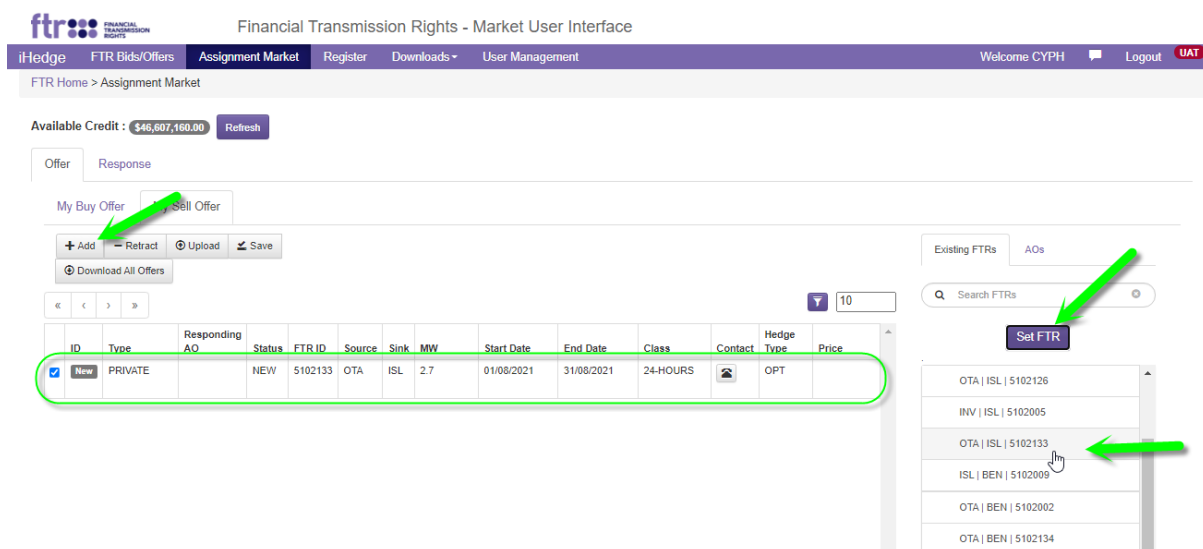 ftr FINANCIAL TRANSMISSION RIGHTS
Financial Transmission Rights - Market User Interface
iHedge FTR Bids/Offers Assignment Market Register Downloads User Management Welcome CYPH Logout UAT
FTR Home > Assignment Market
Available Credit : $46,607,160.00 Refresh
Offer Response
My Buy Offer My Sell Offer
Add Retract Upload Save
Download All Offers
Existing FTRs AOs
Search FTRs
« ‹ › » 10
Set FTR
ID Type Responding AO Status FTR ID Source Sink MW Start Date End Date Class Contact Hedge Type Price
New PRIVATE NEW 5102133 OTA ISL 2.7 01/08/2021 31/08/2021 24-HOURS OPT
OTA | ISL | 5102126
INV | ISL | 5102005
OTA | ISL | 5102133
ISL | BEN | 5102009
OTA | BEN | 5102002
OTA | BEN | 5102134